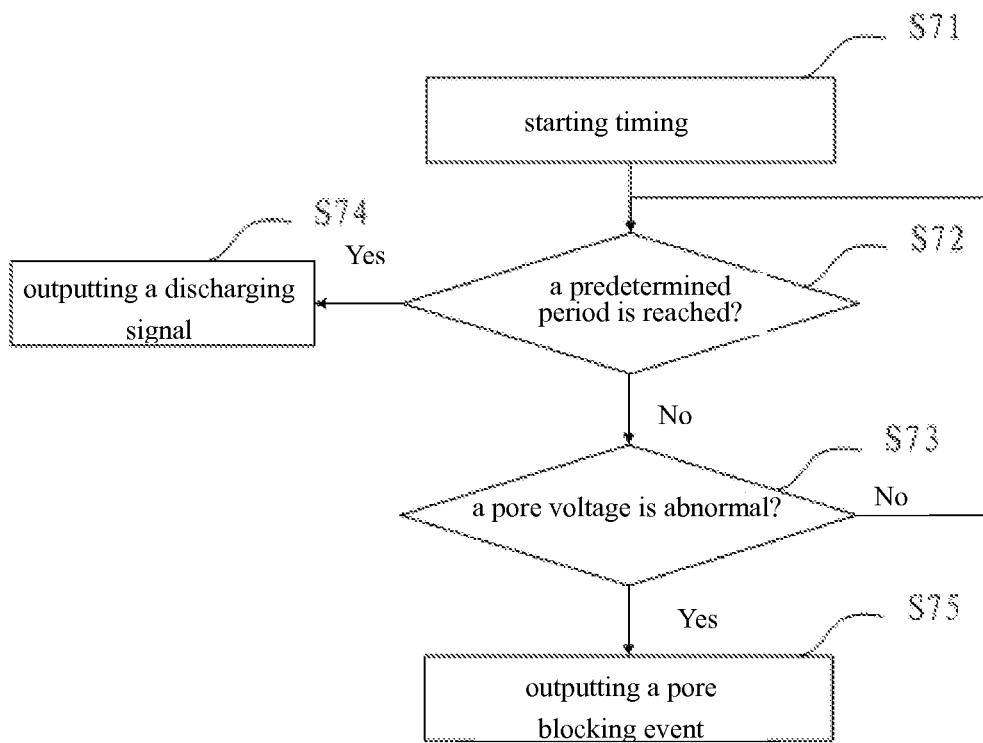 S71
starting timing
S74
Yes
S72
outputting a discharging
signal
a predetermined
period is reached?
No
S73
a pore voltage is abnormal?
No
Yes
S75
outputting a pore
blocking event